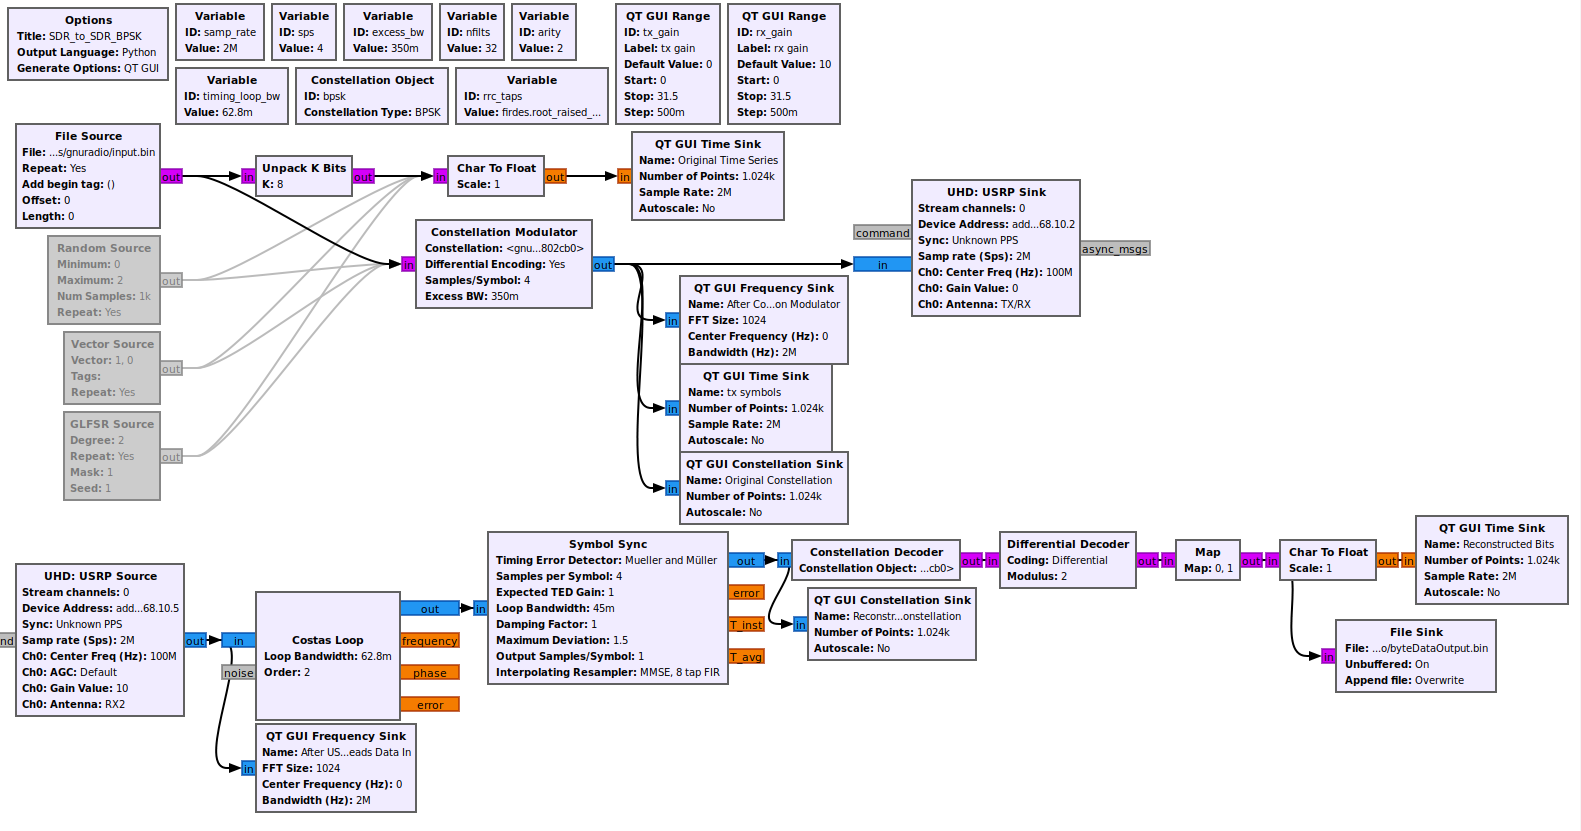 Options
Title: SDR_to_SDR_BPSK
Output Language: Python
Generate Options: QT GUI
Variable
ID: samp_rate
Value: 2M
Variable
ID: sps
Value: 4
Variable
ID: excess_bw
Value: 350m
Variable
ID: nfilts
Value: 32
Variable
ID: arity
Value: 2
QT GUI Range
ID: tx_gain
Label: tx gain
Default Value: 0
Start: 0
Stop: 31.5
Step: 500m
QT GUI Range
ID: rx_gain
Label: rx gain
Default Value: 10
Start: 0
Stop: 31.5
Step: 500m
Variable
ID: timing_loop_bw
Value: 62.8m
Constellation Object
ID: bpsk
Constellation Type: BPSK
Variable
ID: rrc_taps
Value: firdes.root_raised_...
File Source
File: ...s/gnuradio/input.bin
Repeat: Yes
Add begin tag: ()
Offset: 0
Length: 0
out
in
Unpack K Bits
K: 8
out
in
Char To Float
Scale: 1
out
in
QT GUI Time Sink
Name: Original Time Series
Number of Points: 1.024k
Sample Rate: 2M
Autoscale: No
Random Source
Minimum: 0
Maximum: 2
Num Samples: 1k
Repeat: Yes
out
Vector Source
Vector: 1, 0
Tags:
Repeat: Yes
out
GLFSR Source
Degree: 2
Repeat: Yes
Mask: 1
Seed: 1
out
in
Constellation Modulator
Constellation: <gnu...802cb0>
Differential Encoding: Yes
Samples/Symbol: 4
Excess BW: 350m
out
command
in
UHD: USRP Sink
Stream channels: 0
Device Address: add...68.10.2
Sync: Unknown PPS
Samp rate (Sps): 2M
Ch0: Center Freq (Hz): 100M
Ch0: Gain Value: 0
Ch0: Antenna: TX/RX
async_msgs
in
QT GUI Frequency Sink
Name: After Co...on Modulator
FFT Size: 1024
Center Frequency (Hz): 0
Bandwidth (Hz): 2M
in
QT GUI Time Sink
Name: tx symbols
Number of Points: 1.024k
Sample Rate: 2M
Autoscale: No
in
QT GUI Constellation Sink
Name: Original Constellation
Number of Points: 1.024k
Autoscale: No
nd
UHD: USRP Source
Stream channels: 0
Device Address: add...68.10.5
Sync: Unknown PPS
Samp rate (Sps): 2M
Ch0: Center Freq (Hz): 100M
Ch0: AGC: Default
Ch0: Gain Value: 10
Ch0: Antenna: RX2
out
in
noise
Costas Loop
Loop Bandwidth: 62.8m
Order: 2
out
frequency
phase
error
in
QT GUI Frequency Sink
Name: After US...eads Data In
FFT Size: 1024
Center Frequency (Hz): 0
Bandwidth (Hz): 2M
in
Symbol Sync
Timing Error Detector: Mueller and Müller
Samples per Symbol: 4
Expected TED Gain: 1
Loop Bandwidth: 45m
Damping Factor: 1
Maximum Deviation: 1.5
Output Samples/Symbol: 1
Interpolating Resampler: MMSE, 8 tap FIR
out
error
T_inst
T_avg
in
Constellation Decoder
Constellation Object: ...cb0>
out
in
QT GUI Constellation Sink
Name: Reconstr...onstellation
Number of Points: 1.024k
Autoscale: No
in
Differential Decoder
Coding: Differential
Modulus: 2
out
in
Map
Map: 0, 1
out
in
Char To Float
Scale: 1
out
in
QT GUI Time Sink
Name: Reconstructed Bits
Number of Points: 1.024k
Sample Rate: 2M
Autoscale: No
in
File Sink
File: ...o/byteDataOutput.bin
Unbuffered: On
Append file: Overwrite